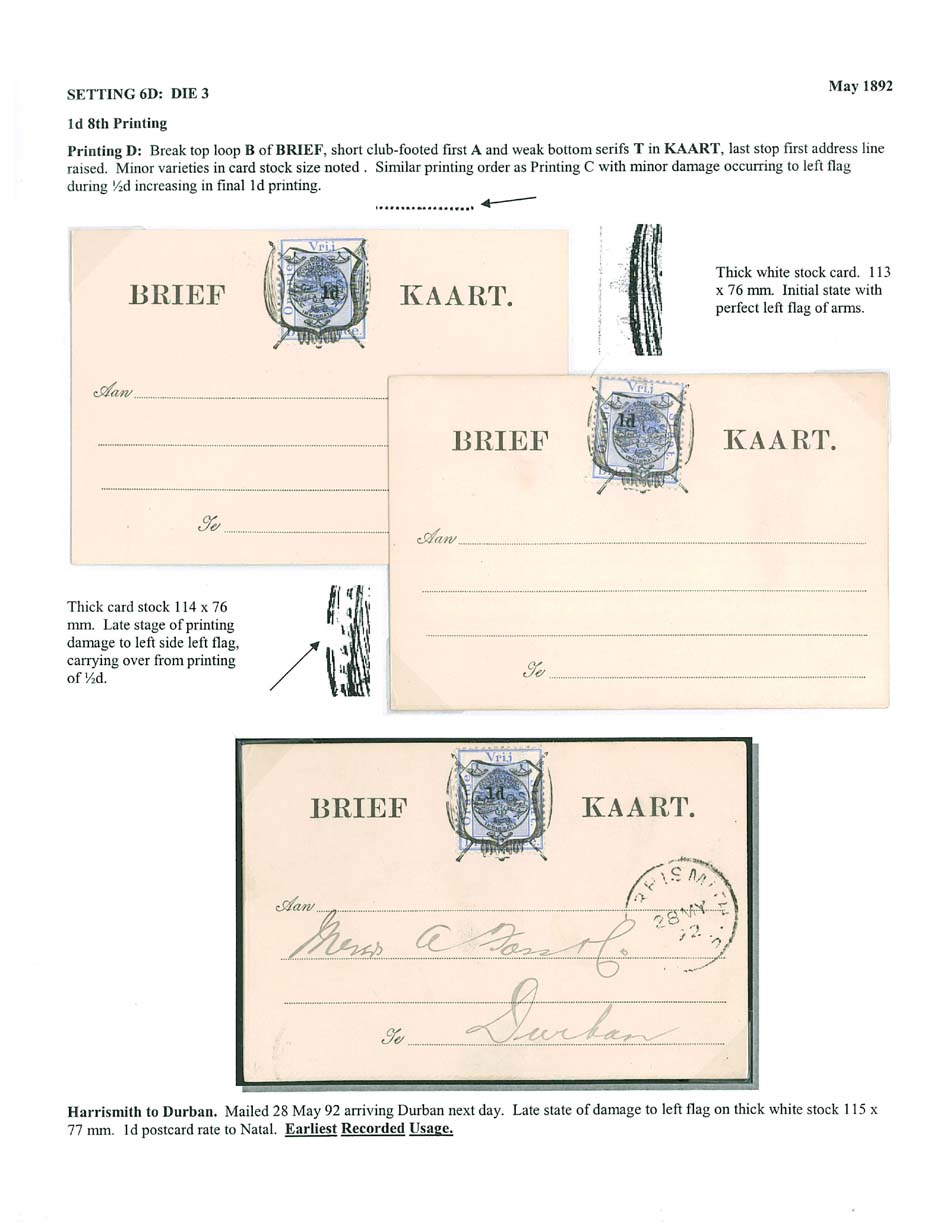 May 1892
SETTING 6D: DIE 3
1d 8th Printing
Printing D: Break top loop B of BRIEF, short club-footed first A and weak bottom serifs T in KAART, last stop first address line
raised. Minor varieties in card stock size noted . Similar printing order as Printing C with minor damage occurring to left flag
during ½d increasing in final 1d printing.
Vrij
1d
BRIEF KAART.
Aan
Te
Thick white stock card. 113
x 76 mm. Initial state with
perfect left flag of arms.
Vrij
1d
BRIEF KAART.
Aan
Te
Thick card stock 114 x 76
mm. Late stage of printing
damage to left side left flag,
carrying over from printing
of ½d.
Vrij
1d
BRIEF KAART.
RRISMITH
28 MY
92
Aan
Messrs A
Co.
Durban
Te
Harrismith to Durban. Mailed 28 May 92 arriving Durban next day. Late state of damage to left flag on thick white stock 115 x
77 mm. 1d postcard rate to Natal. Earliest Recorded Usage.